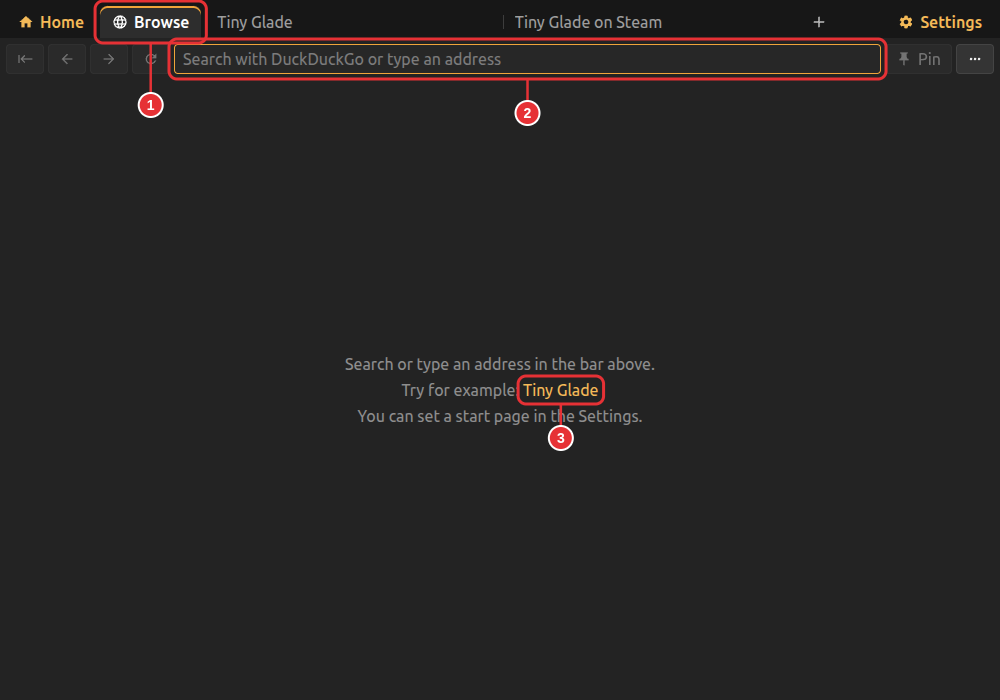 Home Browse Tiny Glade Tiny Glade on Steam + Settings
Search with DuckDuckGo or type an address Pin ...
1 2
Search or type an address in the bar above.
Try for example Tiny Glade
You can set a start page in the Settings.
3